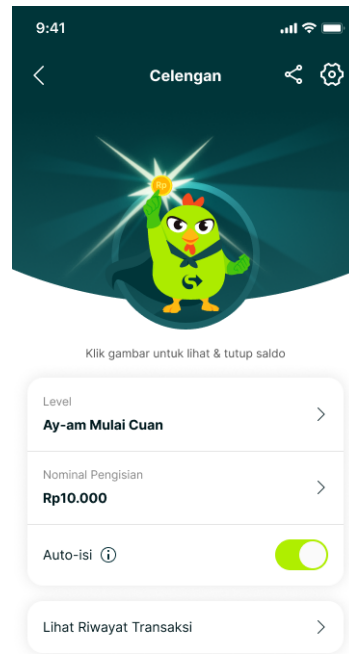 9:41
Celengan
Rp
Klik gambar untuk lihat & tutup saldo
Level
Ay-am Mulai Cuan
Nominal Pengisian
Rp10.000
Auto-isi
Lihat Riwayat Transaksi